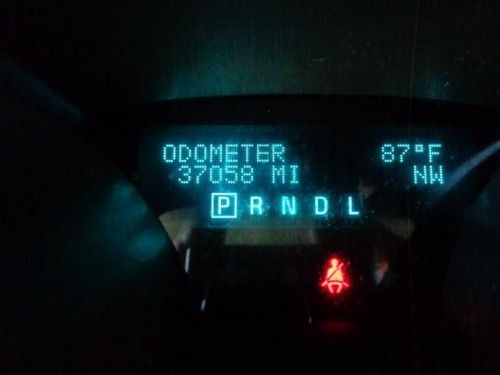 ODOMETER 87°F
37058 MI NW
P R N D L